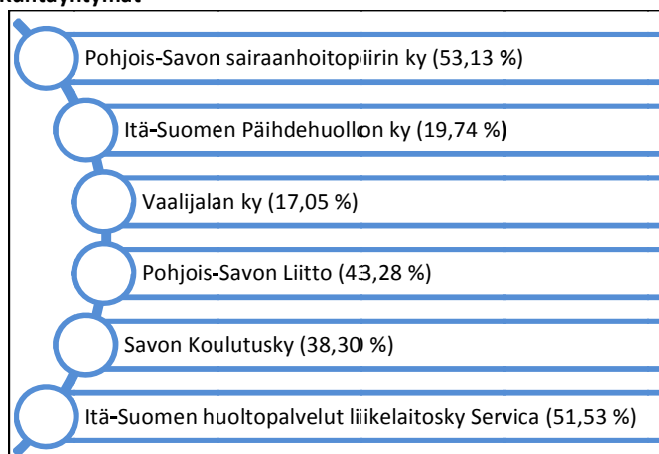 Kuntayhtymät
Pohjois-Savon sairaanhoitopiirin ky (53,13 %)
Itä-Suomen Päihdehuollon ky (19,74 %)
Vaalijalan ky (17,05 %)
Pohjois-Savon Liitto (43,28 %)
Savon Koulutusky (38,30 %)
Itä-Suomen huoltopalvelut liikelaitosky Servica (51,53 %)